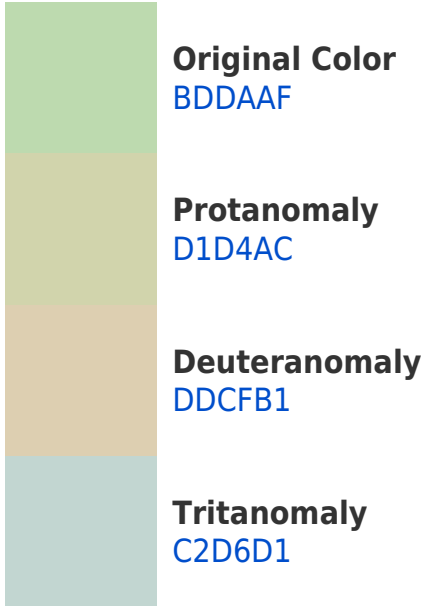 Original Color
BDDAAF
Protanomaly
D1D4AC
Deuteranomaly
DDCFB1
Tritanomaly
C2D6D1